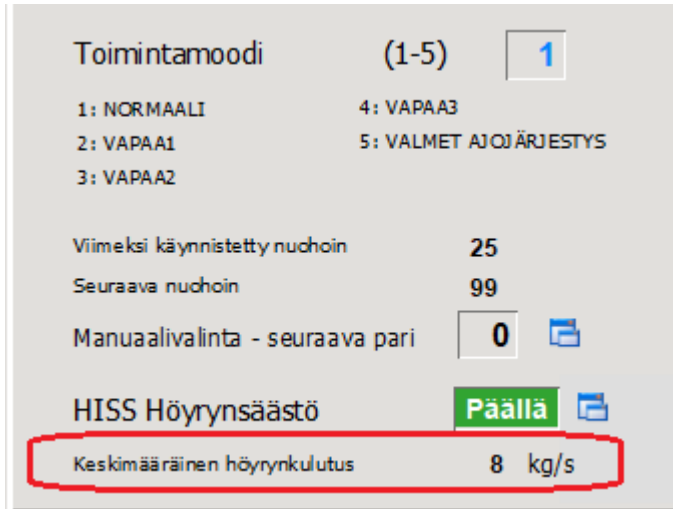 Toimintamoodi (1-5) 1
1: NORMAALI 4: VAPAA3
2: VAPAA1 5: VALMET AJOJÄRJESTYS
3: VAPAA2
Viimeksi käynnistetty nuohoin 25
Seuraava nuohoin 99
Manuaalivalinta - seuraava pari 0
HISS Höyrynsäästö Päällä
Keskimääräinen höyrynkulutus 8 kg/s